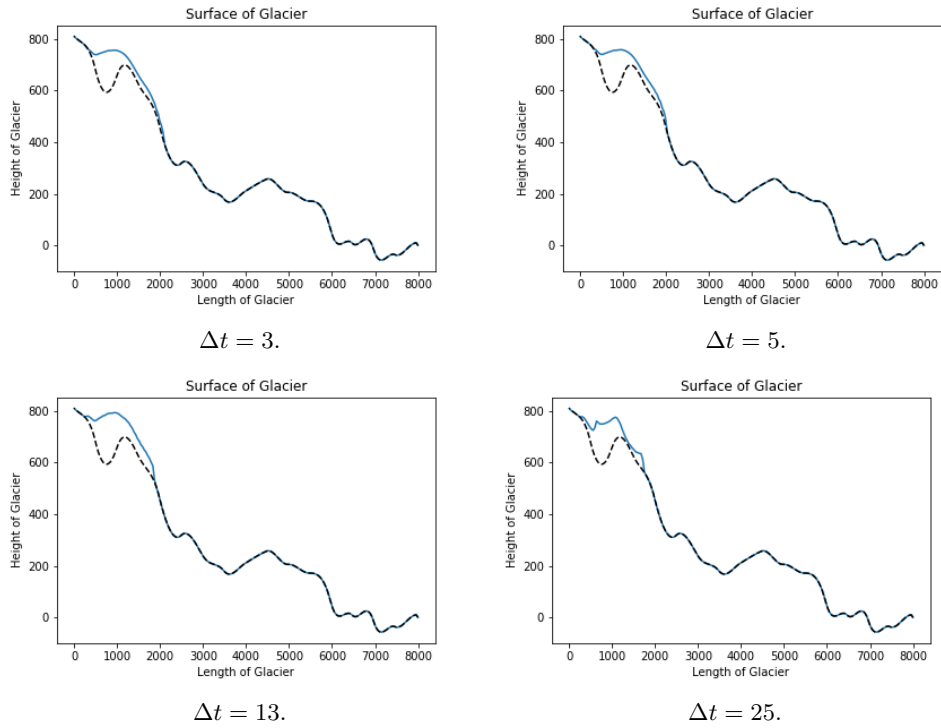 Surface of Glacier
Height of Glacier
800
600
400
200
0
0 1000 2000 3000 4000 5000 6000 7000 8000
Length of Glacier
Δt = 3.
Surface of Glacier
Height of Glacier
800
600
400
200
0
0 1000 2000 3000 4000 5000 6000 7000 8000
Length of Glacier
Δt = 5.
Surface of Glacier
Height of Glacier
800
600
400
200
0
0 1000 2000 3000 4000 5000 6000 7000 8000
Length of Glacier
Δt = 13.
Surface of Glacier
Height of Glacier
800
600
400
200
0
0 1000 2000 3000 4000 5000 6000 7000 8000
Length of Glacier
Δt = 25.